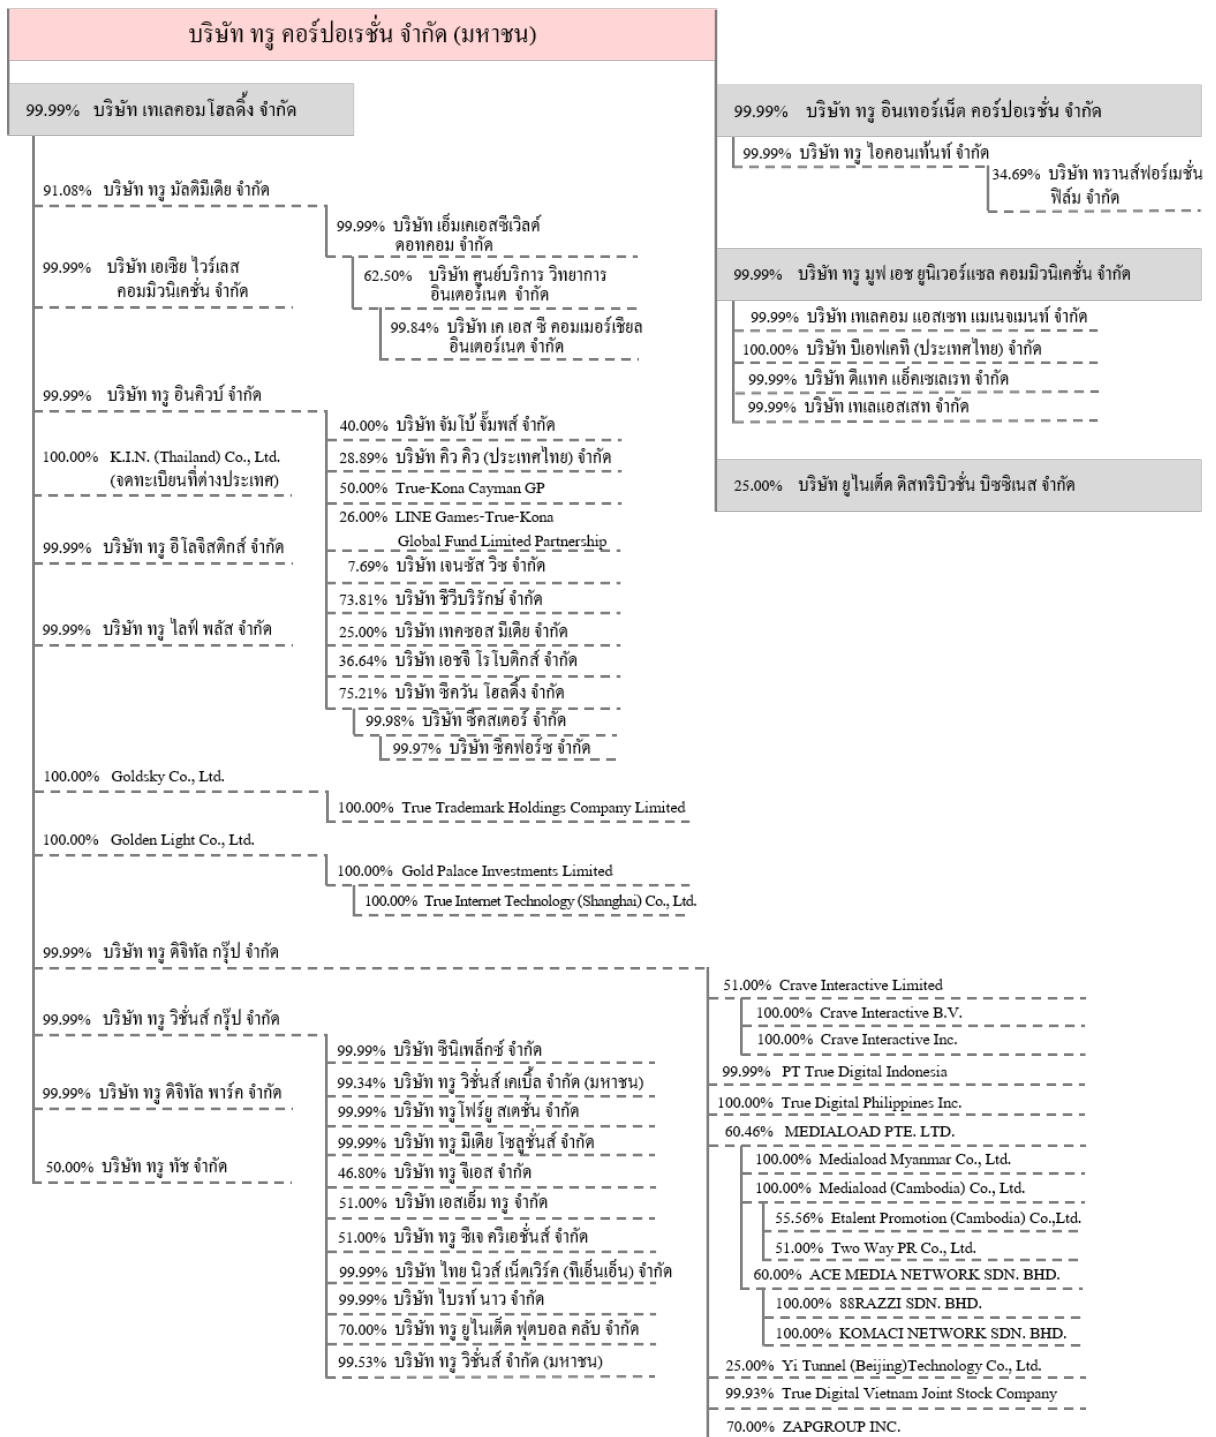 บริษัท ทรู คอร์ปอเรชั่น จำกัด (มหาชน)
99.99% บริษัท เทเลคอมโฮลดิ้ง จำกัด
91.08% บริษัท ทรู มัลติมีเดีย จำกัด
99.99% บริษัท เอ็มเคเอสซีเวิลด์
ดอทคอม จำกัด
62.50% บริษัท ศูนย์บริการ วิทยาการ
อินเตอร์เนต จำกัด
99.84% บริษัท เค เอส ซี คอมเมอร์เชียล
อินเตอร์เนต จำกัด
99.99% บริษัท เอเซีย ไวร์เลส
คอมมิวนิเคชั่น จำกัด
99.99% บริษัท ทรู อินคิวบ์ จำกัด
40.00% บริษัท จัมโบ้ จั๊มพส์ จำกัด
28.89% บริษัท คิว คิว (ประเทศไทย) จำกัด
50.00% True-Kona Cayman GP
26.00% LINE Games-True-Kona
Global Fund Limited Partnership
7.69% บริษัท เจนซัส วิซ จำกัด
73.81% บริษัท ชีวีบริรักษ์ จำกัด
25.00% บริษัท เทคซอส มีเดีย จำกัด
36.64% บริษัท เอชจี โรโบติกส์ จำกัด
75.21% บริษัท ซีควัน โฮลดิ้ง จำกัด
99.98% บริษัท ซีคสเตอร์ จำกัด
99.97% บริษัท ซีคฟอร์ซ จำกัด
100.00% K.I.N. (Thailand) Co., Ltd.
(จดทะเบียนที่ต่างประเทศ)
99.99% บริษัท ทรู อีโลจิสติกส์ จำกัด
99.99% บริษัท ทรู ไลฟ์ พลัส จำกัด
100.00% Goldsky Co., Ltd.
100.00% True Trademark Holdings Company Limited
100.00% Golden Light Co., Ltd.
100.00% Gold Palace Investments Limited
100.00% True Internet Technology (Shanghai) Co., Ltd.
99.99% บริษัท ทรู ดิจิทัล กรุ๊ป จำกัด
99.99% บริษัท ทรู วิชั่นส์ กรุ๊ป จำกัด
99.99% บริษัท ซีนิเพล็กซ์ จำกัด
99.34% บริษัท ทรู วิชั่นส์ เคเบิ้ล จำกัด (มหาชน)
99.99% บริษัท ทรูโฟร์ยู สเตชั่น จำกัด
99.99% บริษัท ทรู มีเดีย โซลูชั่นส์ จำกัด
46.80% บริษัท ทรู จีเอส จำกัด
51.00% บริษัท เอสเอ็ม ทรู จำกัด
51.00% บริษัท ทรู ซีเจ ครีเอชั่นส์ จำกัด
99.99% บริษัท ไทย นิวส์ เน็ตเวิร์ค (ทีเอ็นเอ็น) จำกัด
99.99% บริษัท ไบรท์ นาว จำกัด
70.00% บริษัท ทรู ยูไนเต็ด ฟุตบอล คลับ จำกัด
99.53% บริษัท ทรู วิชั่นส์ จำกัด (มหาชน)
99.99% บริษัท ทรู ดิจิทัล พาร์ค จำกัด
50.00% บริษัท ทรู ทัช จำกัด
99.99% บริษัท ทรู อินเทอร์เน็ต คอร์ปอเรชั่น จำกัด
99.99% บริษัท ทรู ไอคอนเท้นท์ จำกัด
34.69% บริษัท ทรานส์ฟอร์เมชั่น
ฟิล์ม จำกัด
99.99% บริษัท ทรู มูฟ เอช ยูนิเวอร์แซล คอมมิวนิเคชั่น จำกัด
99.99% บริษัท เทเลคอม แอสเซท แมเนจเมนท์ จำกัด
100.00% บริษัท บีเอฟเคที (ประเทศไทย) จำกัด
99.99% บริษัท ดีแทค แอ็คเซเลเรท จำกัด
99.99% บริษัท เทเลแอสเสท จำกัด
25.00% บริษัท ยูไนเต็ด ดิสทริบิวชั่น บิซซิเนส จำกัด
51.00% Crave Interactive Limited
100.00% Crave Interactive B.V.
100.00% Crave Interactive Inc.
99.99% PT True Digital Indonesia
100.00% True Digital Philippines Inc.
60.46% MEDIALOAD PTE. LTD.
100.00% Mediaload Myanmar Co., Ltd.
100.00% Mediaload (Cambodia) Co., Ltd.
55.56% Etalent Promotion (Cambodia) Co.,Ltd.
51.00% Two Way PR Co., Ltd.
60.00% ACE MEDIA NETWORK SDN. BHD.
100.00% 88RAZZI SDN. BHD.
100.00% KOMACI NETWORK SDN. BHD.
25.00% Yi Tunnel (Beijing)Technology Co., Ltd.
99.93% True Digital Vietnam Joint Stock Company
70.00% ZAPGROUP INC.